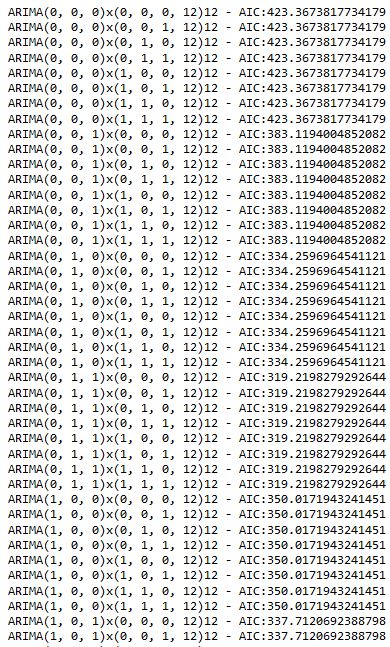 ARIMA(0, 0, 0)x(0, 0, 0, 12)12 - AIC:423.3673817734179
ARIMA(0, 0, 0)x(0, 0, 1, 12)12 - AIC:423.3673817734179
ARIMA(0, 0, 0)x(0, 1, 0, 12)12 - AIC:423.3673817734179
ARIMA(0, 0, 0)x(0, 1, 1, 12)12 - AIC:423.3673817734179
ARIMA(0, 0, 0)x(1, 0, 0, 12)12 - AIC:423.3673817734179
ARIMA(0, 0, 0)x(1, 0, 1, 12)12 - AIC:423.3673817734179
ARIMA(0, 0, 0)x(1, 1, 0, 12)12 - AIC:423.3673817734179
ARIMA(0, 0, 0)x(1, 1, 1, 12)12 - AIC:423.3673817734179
ARIMA(0, 0, 1)x(0, 0, 0, 12)12 - AIC:383.1194004852082
ARIMA(0, 0, 1)x(0, 0, 1, 12)12 - AIC:383.1194004852082
ARIMA(0, 0, 1)x(0, 1, 0, 12)12 - AIC:383.1194004852082
ARIMA(0, 0, 1)x(0, 1, 1, 12)12 - AIC:383.1194004852082
ARIMA(0, 0, 1)x(1, 0, 0, 12)12 - AIC:383.1194004852082
ARIMA(0, 0, 1)x(1, 0, 1, 12)12 - AIC:383.1194004852082
ARIMA(0, 0, 1)x(1, 1, 0, 12)12 - AIC:383.1194004852082
ARIMA(0, 0, 1)x(1, 1, 1, 12)12 - AIC:383.1194004852082
ARIMA(0, 1, 0)x(0, 0, 0, 12)12 - AIC:334.2596964541121
ARIMA(0, 1, 0)x(0, 0, 1, 12)12 - AIC:334.2596964541121
ARIMA(0, 1, 0)x(0, 1, 0, 12)12 - AIC:334.2596964541121
ARIMA(0, 1, 0)x(0, 1, 1, 12)12 - AIC:334.2596964541121
ARIMA(0, 1, 0)x(1, 0, 0, 12)12 - AIC:334.2596964541121
ARIMA(0, 1, 0)x(1, 0, 1, 12)12 - AIC:334.2596964541121
ARIMA(0, 1, 0)x(1, 1, 0, 12)12 - AIC:334.2596964541121
ARIMA(0, 1, 0)x(1, 1, 1, 12)12 - AIC:334.2596964541121
ARIMA(0, 1, 1)x(0, 0, 0, 12)12 - AIC:319.2198279292644
ARIMA(0, 1, 1)x(0, 0, 1, 12)12 - AIC:319.2198279292644
ARIMA(0, 1, 1)x(0, 1, 0, 12)12 - AIC:319.2198279292644
ARIMA(0, 1, 1)x(0, 1, 1, 12)12 - AIC:319.2198279292644
ARIMA(0, 1, 1)x(1, 0, 0, 12)12 - AIC:319.2198279292644
ARIMA(0, 1, 1)x(1, 0, 1, 12)12 - AIC:319.2198279292644
ARIMA(0, 1, 1)x(1, 1, 0, 12)12 - AIC:319.2198279292644
ARIMA(0, 1, 1)x(1, 1, 1, 12)12 - AIC:319.2198279292644
ARIMA(1, 0, 0)x(0, 0, 0, 12)12 - AIC:350.0171943241451
ARIMA(1, 0, 0)x(0, 0, 1, 12)12 - AIC:350.0171943241451
ARIMA(1, 0, 0)x(0, 1, 0, 12)12 - AIC:350.0171943241451
ARIMA(1, 0, 0)x(0, 1, 1, 12)12 - AIC:350.0171943241451
ARIMA(1, 0, 0)x(1, 0, 0, 12)12 - AIC:350.0171943241451
ARIMA(1, 0, 0)x(1, 0, 1, 12)12 - AIC:350.0171943241451
ARIMA(1, 0, 0)x(1, 1, 0, 12)12 - AIC:350.0171943241451
ARIMA(1, 0, 0)x(1, 1, 1, 12)12 - AIC:350.0171943241451
ARIMA(1, 0, 1)x(0, 0, 0, 12)12 - AIC:337.7120692388798
ARIMA(1, 0, 1)x(0, 0, 1, 12)12 - AIC:337.7120692388798